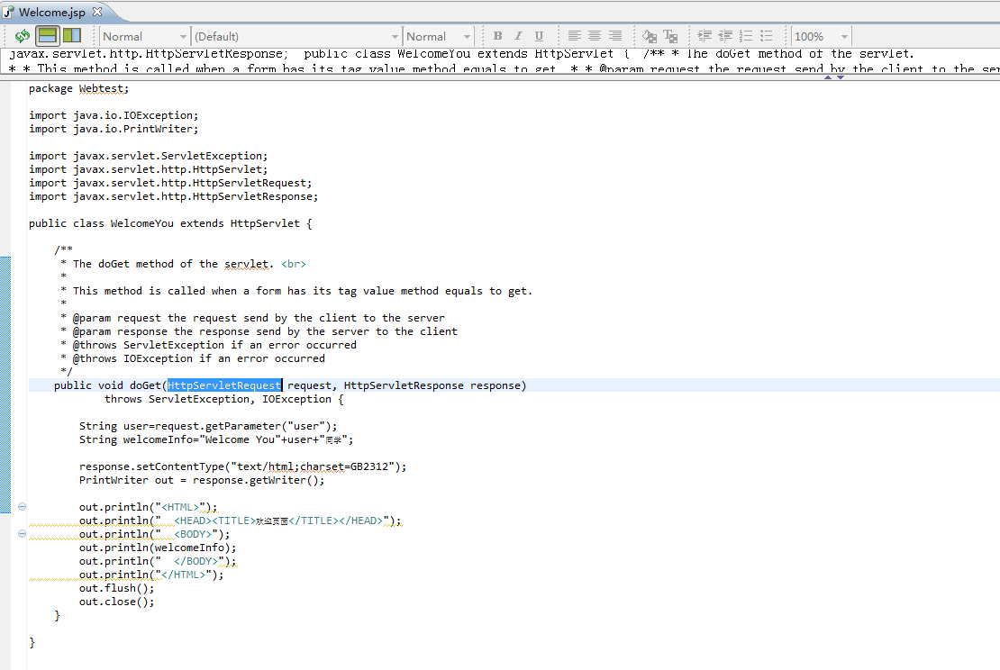 Welcome.jsp
Normal (Default) Normal B I U 100%
javax.servlet.http.HttpServletResponse;  public class WelcomeYou extends HttpServlet {  /** * The doGet method of the servlet.
* * This method is called when a form has its tag value method equals to get. * * @param request the request send by the client to the ser
package Webtest;
import java.io.IOException;
import java.io.PrintWriter;
import javax.servlet.ServletException;
import javax.servlet.http.HttpServlet;
import javax.servlet.http.HttpServletRequest;
import javax.servlet.http.HttpServletResponse;
public class WelcomeYou extends HttpServlet {
/**
* The doGet method of the servlet. <br>
*
* This method is called when a form has its tag value method equals to get.
*
* @param request the request send by the client to the server
* @param response the response send by the server to the client
* @throws ServletException if an error occurred
* @throws IOException if an error occurred
*/
public void doGet(HttpServletRequest request, HttpServletResponse response)
throws ServletException, IOException {
String user=request.getParameter("user");
String welcomeInfo="Welcome You"+user+"同学";
response.setContentType("text/html;charset=GB2312");
PrintWriter out = response.getWriter();
out.println("<HTML>");
out.println("  <HEAD><TITLE>欢迎页面</TITLE></HEAD>");
out.println("  <BODY>");
out.println(welcomeInfo);
out.println("  </BODY>");
out.println("</HTML>");
out.flush();
out.close();
}
}